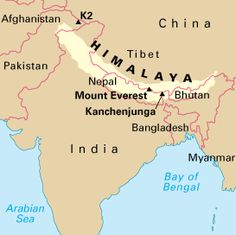 Afghanistan
K2
China
HIMALAYA
Tibet
Pakistan
Nepal
Mount Everest
Bhutan
Kanchenjunga
Bangladesh
India
Myanmar
Bay of
Bengal
Arabian
Sea